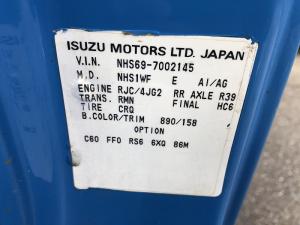 ISUZU MOTORS LTD. JAPAN
V.I.N. NHS69-7002145
M.D. NHS1WF E AI/AG
ENGINE RJC/4JG2 RR AXLE R39
TRANS. RMN FINAL HC6
TIRE CRQ
B.COLOR/TRIM 890/158
OPTION
C60 FF0 RS6 6XQ 86M